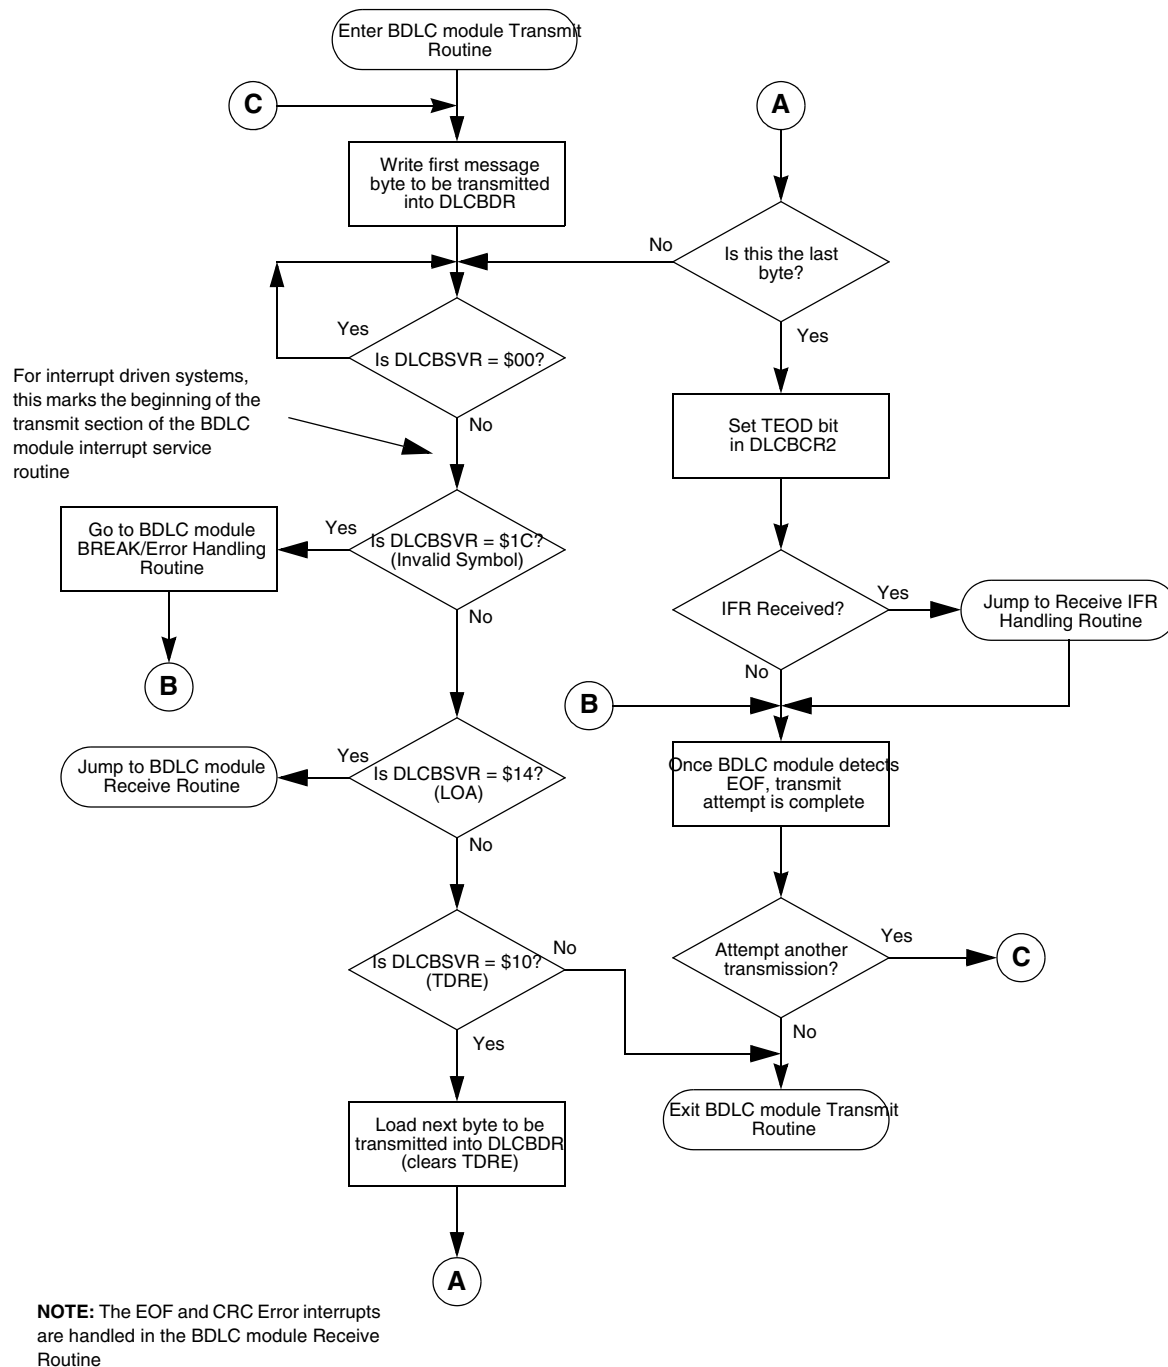 Enter BDLC module Transmit
Routine
C
A
Write first message
byte to be transmitted
into DLCBDR
No
Is this the last
byte?
Yes
Is DLCBSVR = $00?
Yes
For interrupt driven systems,
this marks the beginning of the
transmit section of the BDLC
module interrupt service
routine
No
Set TEOD bit
in DLCBCR2
Go to BDLC module
BREAK/Error Handling
Routine
Yes
Is DLCBSVR = $1C?
(Invalid Symbol)
No
IFR Received?
Yes
Jump to Receive IFR
Handling Routine
No
B
B
Jump to BDLC module
Receive Routine
Yes
Is DLCBSVR = $14?
(LOA)
No
Once BDLC module detects
EOF, transmit
attempt is complete
Is DLCBSVR = $10?
(TDRE)
No
Yes
Attempt another
transmission?
Yes
C
No
Load next byte to be
transmitted into DLCBDR
(clears TDRE)
Exit BDLC module Transmit
Routine
A
NOTE: The EOF and CRC Error interrupts
are handled in the BDLC module Receive
Routine